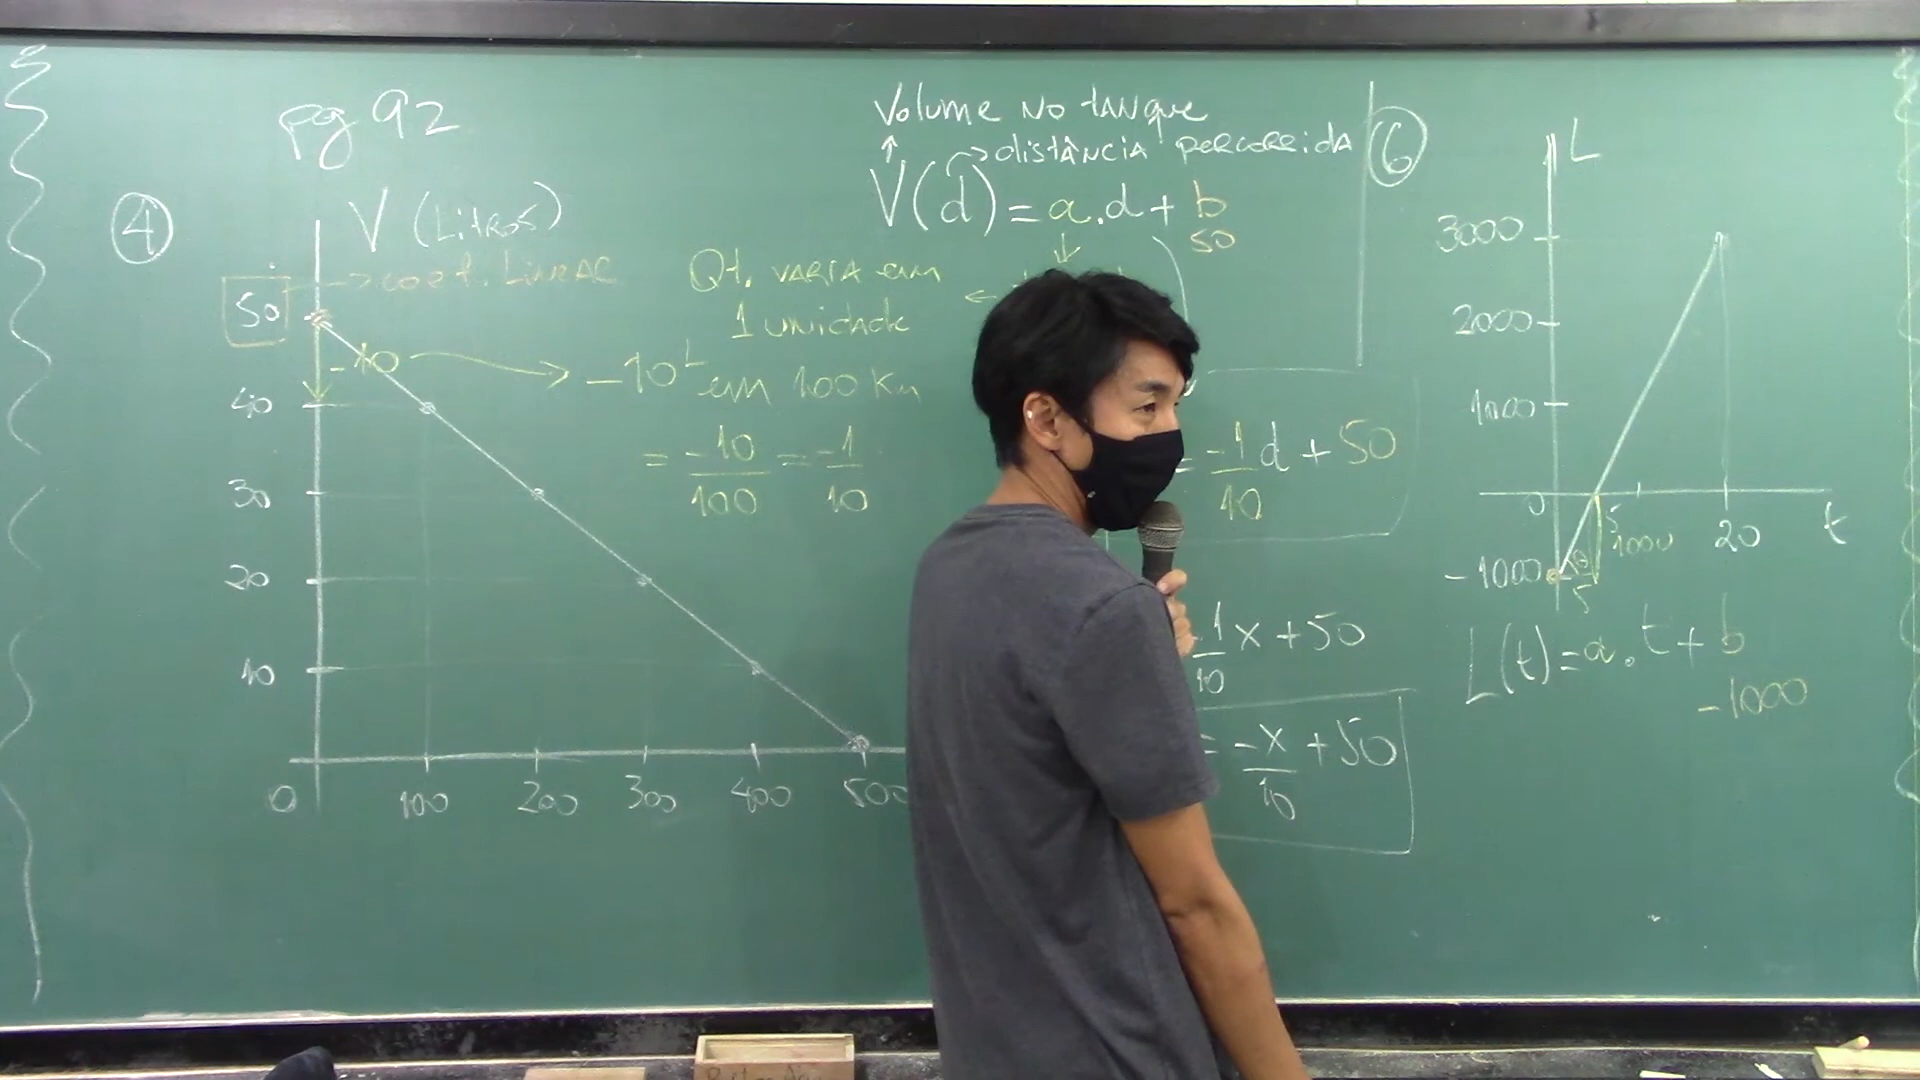 pg 92
4
V (Litros)
50
→ coef. Linear
-10 → -10 L em 100 Km
= -10/100 = -1/10
40
30
20
10
0 100 200 300 400 500
Volume no tanque
↑ → distância percorrida
V(d) = a.d + b
50
Qt. varia em
1 unidade
←
= -1/10 d + 50
-1/10 x + 50
= -x/10 + 50
6
L
3000
2000
1000
0 5 20 t
1000
-1000 θ
5
L(t) = a.t + b
-1000